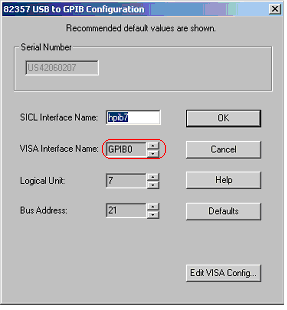 82357 USB to GPIB Configuration
Recommended default values are shown.
Serial Number
US42060207
SICL Interface Name: hpib7 OK
VISA Interface Name: GPIB0 Cancel
Logical Unit: 7 Help
Bus Address: 21 Defaults
Edit VISA Config...